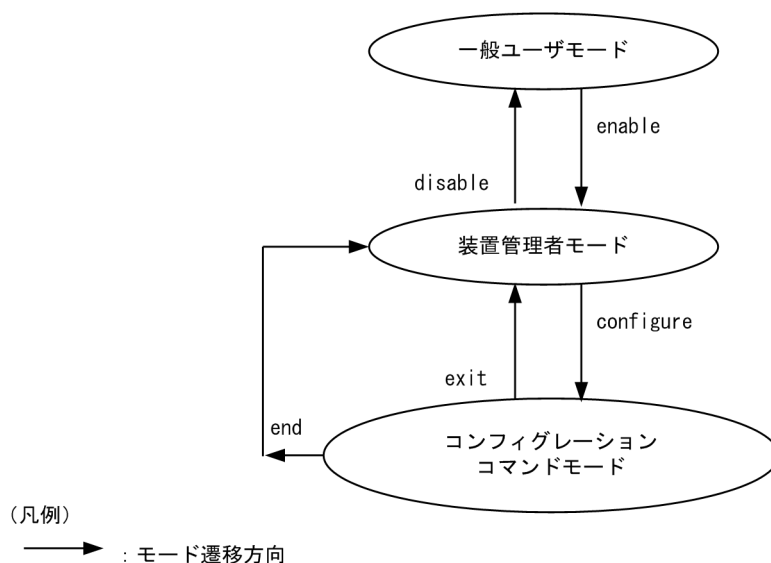 一般ユーザモード
enable
disable
装置管理者モード
configure
exit
end
コンフィグレーション
コマンドモード
(凡例)
：モード遷移方向